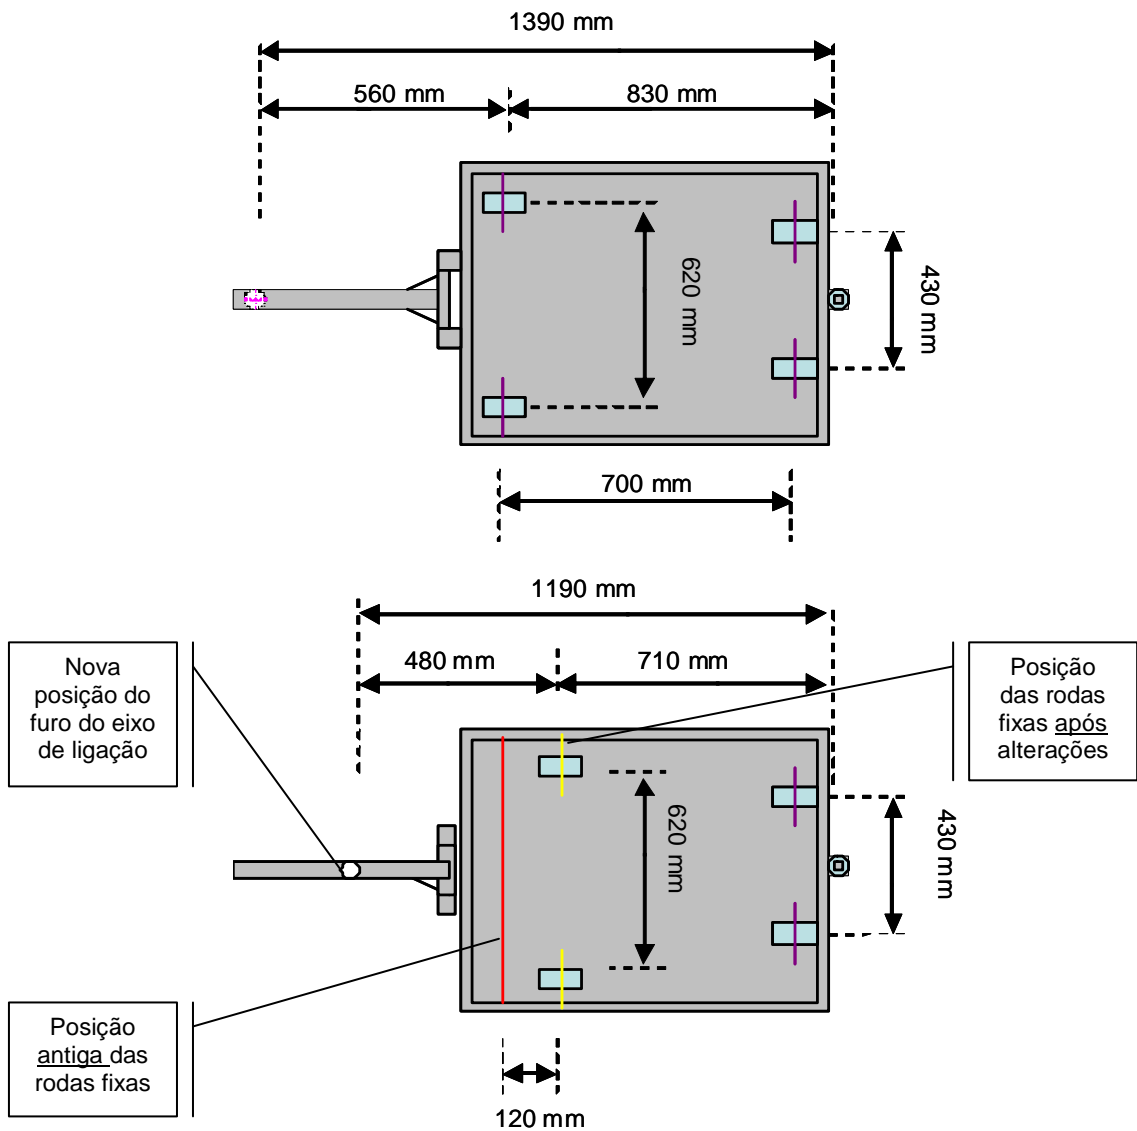 1390 mm
560 mm
830 mm
620 mm
430 mm
700 mm
1190 mm
480 mm
710 mm
Nova
posição do
furo do eixo
de ligação
Posição
das rodas
fixas após
alterações
620 mm
430 mm
Posição
antiga das
rodas fixas
120 mm